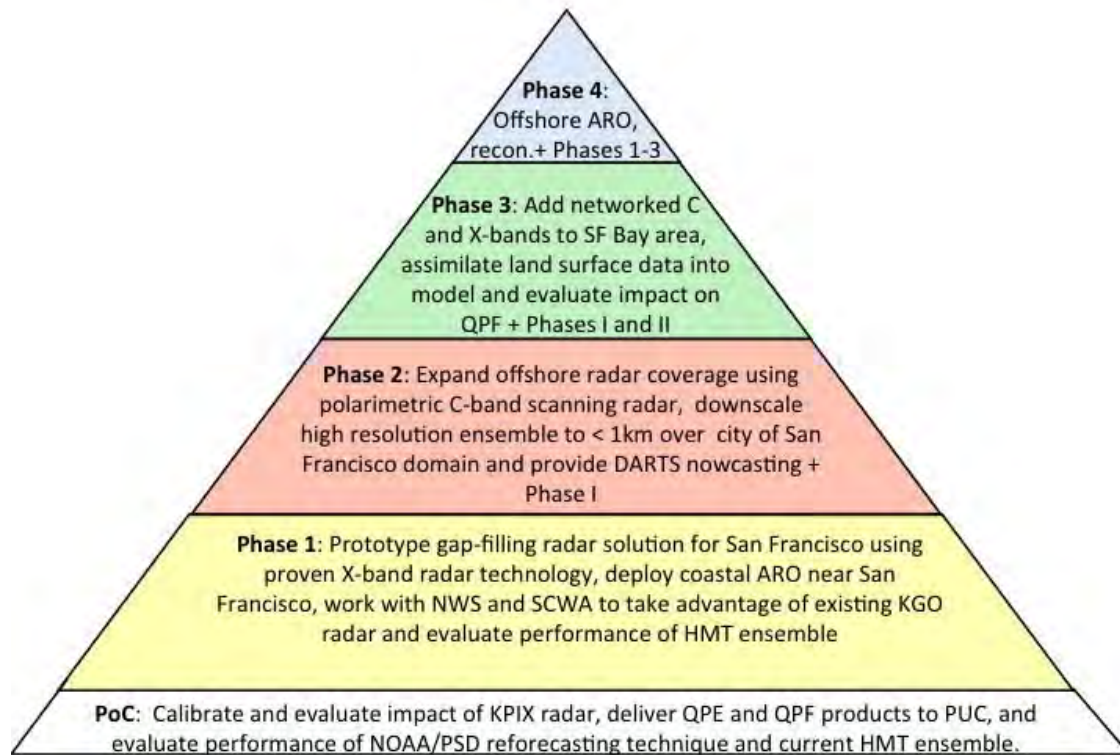 Phase 4:
Offshore ARO,
recon.+ Phases 1-3
Phase 3: Add networked C
and X-bands to SF Bay area,
assimilate land surface data into
model and evaluate impact on
QPF + Phases I and II
Phase 2: Expand offshore radar coverage using
polarimetric C-band scanning radar, downscale
high resolution ensemble to < 1km over city of San
Francisco domain and provide DARTS nowcasting +
Phase I
Phase 1: Prototype gap-filling radar solution for San Francisco using
proven X-band radar technology, deploy coastal ARO near San
Francisco, work with NWS and SCWA to take advantage of existing KGO
radar and evaluate performance of HMT ensemble
PoC: Calibrate and evaluate impact of KPIX radar, deliver QPE and QPF products to PUC, and
evaluate performance of NOAA/PSD reforecasting technique and current HMT ensemble.